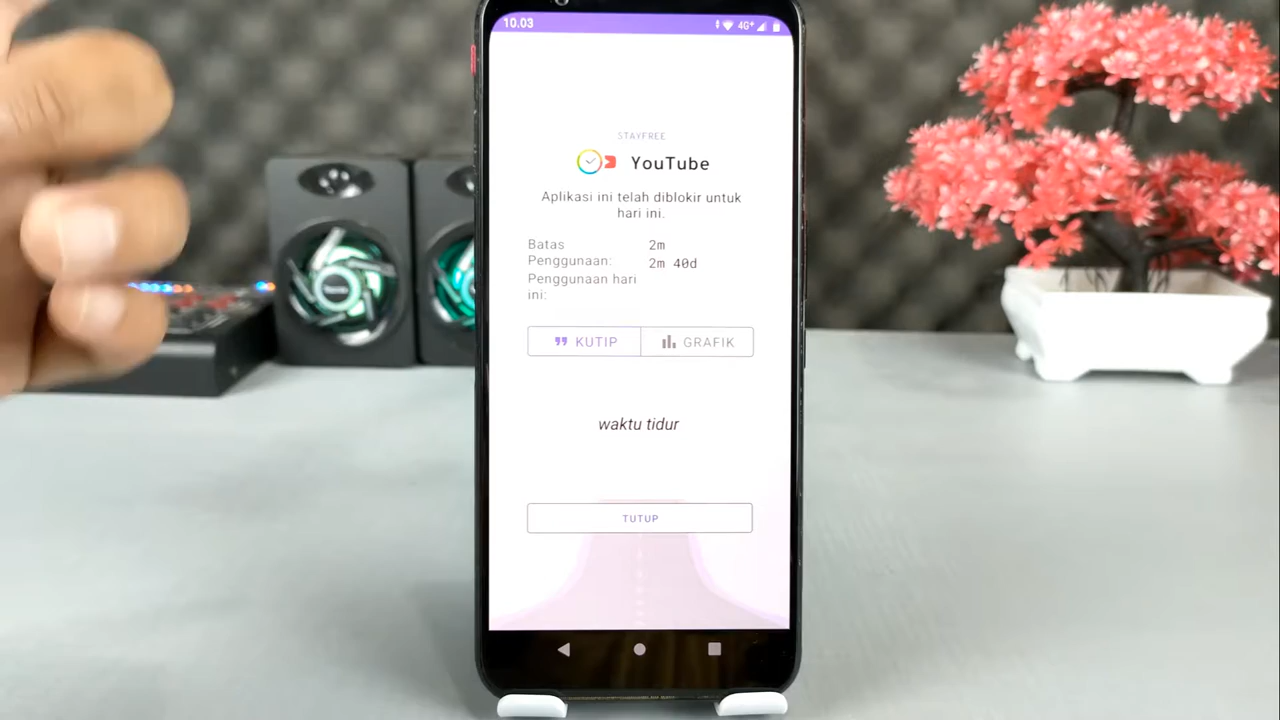 10.03
4G+
STAYFREE
YouTube
Aplikasi ini telah diblokir untuk
hari ini.
Batas
Penggunaan:
2m
Penggunaan hari
ini:
2m 40d
KUTIP
GRAFIK
waktu tidur
TUTUP